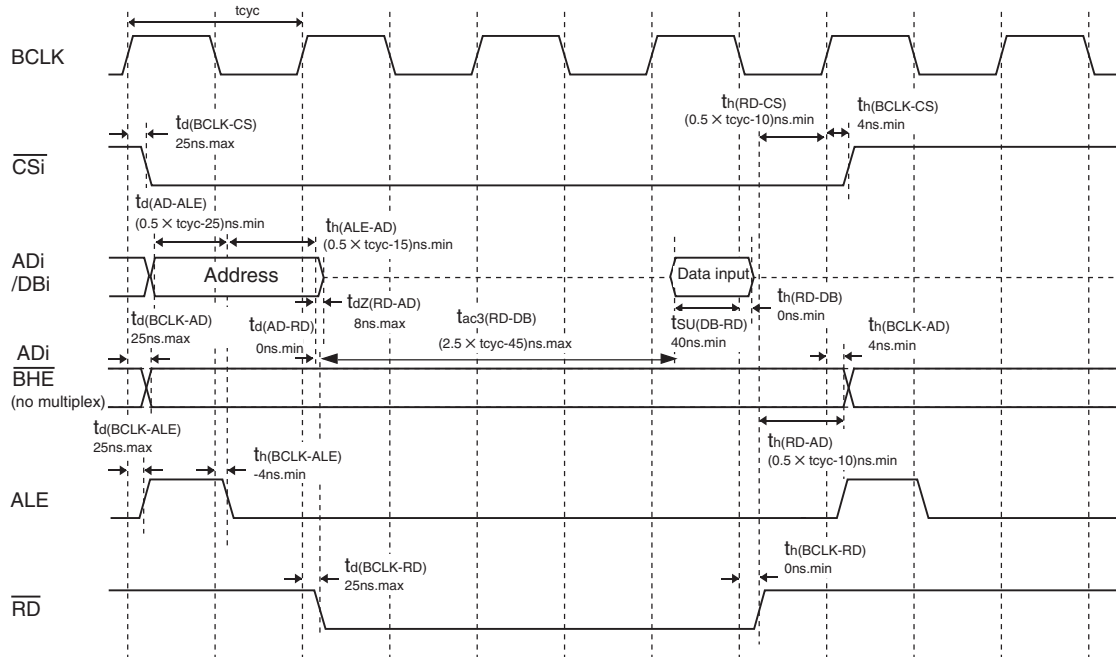 tcyc
BCLK
td(BCLK-CS)
25ns.max
th(RD-CS)
(0.5 × tcyc-10)ns.min
th(BCLK-CS)
4ns.min
CSi
td(AD-ALE)
(0.5 × tcyc-25)ns.min
th(ALE-AD)
(0.5 × tcyc-15)ns.min
ADi
/DBi
Address
Data input
tdZ(RD-AD)
8ns.max
th(RD-DB)
0ns.min
td(BCLK-AD)
25ns.max
td(AD-RD)
0ns.min
tac3(RD-DB)
(2.5 × tcyc-45)ns.max
tSU(DB-RD)
40ns.min
th(BCLK-AD)
4ns.min
ADi
BHE
(no multiplex)
td(BCLK-ALE)
25ns.max
th(BCLK-ALE)
-4ns.min
th(RD-AD)
(0.5 × tcyc-10)ns.min
ALE
td(BCLK-RD)
25ns.max
th(BCLK-RD)
0ns.min
RD